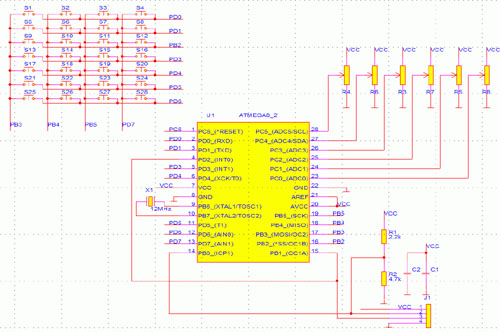 S1 S2 S3 S4
PD0
S5 S6 S7 S8
PD1
S9 S10 S11 S12
PB2
S13 S14 S15 S16
PD4
S17 S18 S19 S20
PD3
S21 S22 S23 S24
PD5
S25 S26 S27 S28
PD6
PB3 PB4 PB5 PD7
VCC VCC VCC VCC VCC VCC
R4 R6 R3 R7 R5 R8
U1 ATMEGA8_2
PC6 1 PC6_(*RESET) PC5_(ADC5/SCL) 28
PD0 2 PD0_(RXD) PC4_(ADC4/SDA) 27
PD1 3 PD1_(TXD) PC3_(ADC3) 26
4 PD2_(INT0) PC2_(ADC2) 25
PD3 5 PD3_(INT1) PC1_(ADC1) 24
PD4 6 PD4_(XCK/T0) PC0_(ADC0) 23
VCC 7 VCC GND 22
8 GND AREF 21
9 PB6_(XTAL1/TOSC1) AVCC 20 VCC
10 PB7_(XTAL2/TOSC2) PB5_(SCK) 19 PB5
PD5 11 PD5_(T1) PB4_(MISO) 18 PB4
PD6 12 PD6_(AIN0) PB3_(MOSI/OC2) 17 PB3
PD7 13 PD7_(AIN1) PB2_(*SS/OC1B) 16 PB2
14 PB0_(ICP1) PB1_(OC1A) 15
X1
12MHz
VCC
R1
2.2k
R2
4.7k
VCC
C2 C1
J1
VCC
1
2
3
4